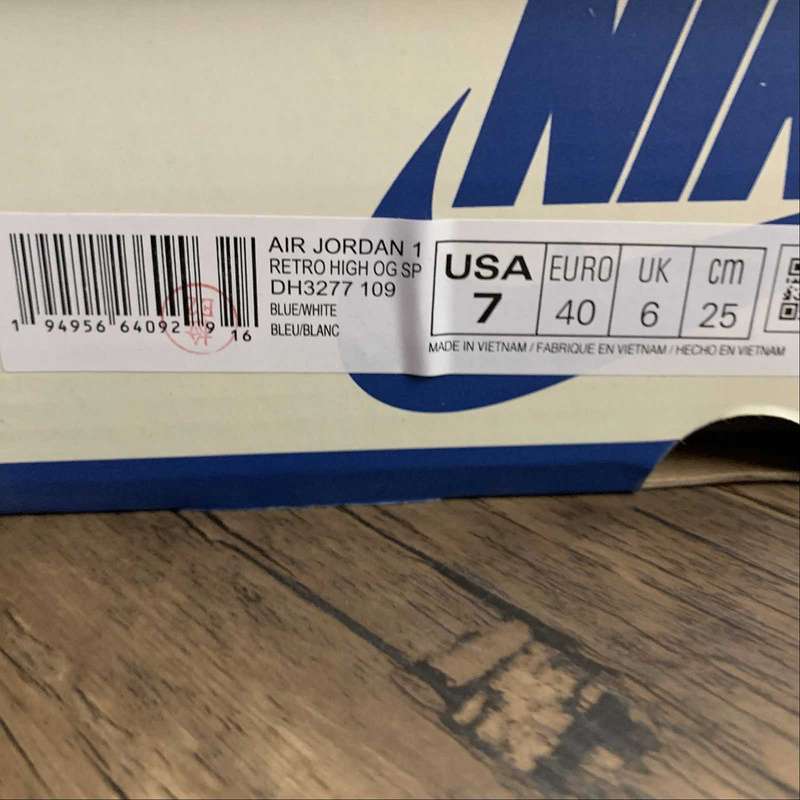 NIK
AIR JORDAN 1
RETRO HIGH OG SP
DH3277 109
BLUE/WHITE
BLEU/BLANC
1 94956 64092 9 16
USA EURO UK cm
7 40 6 25
MADE IN VIETNAM / FABRIQUE EN VIETNAM / HECHO EN VIETNAM